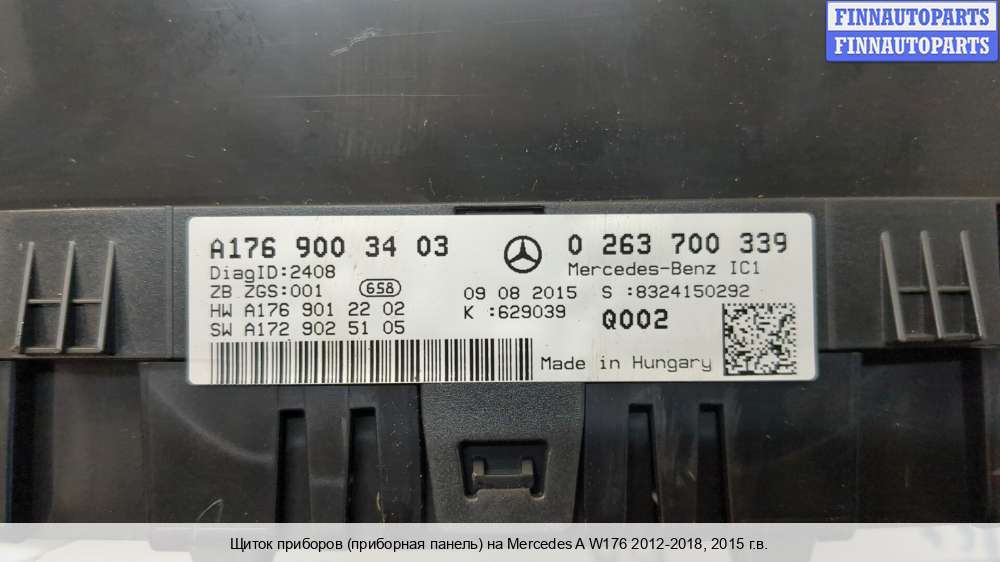 FINNAUTOPARTS
FINNAUTOPARTS
A176 900 34 03
0 263 700 339
DiagID:2408
Mercedes-Benz IC1
ZB ZGS:001
658
09 08 2015
S :8324150292
HW A176 901 22 02
K :629039
Q002
SW A172 902 51 05
Made in Hungary
Щиток приборов (приборная панель) на Mercedes A W176 2012-2018, 2015 г.в.